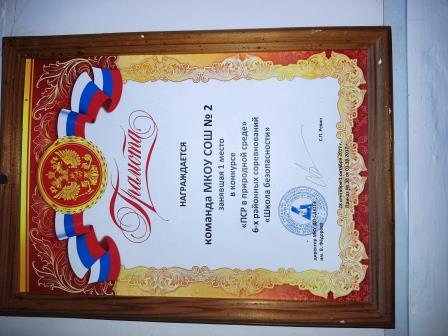 Грамота
НАГРАЖДАЕТСЯ
команда МКОУ СОШ № 2
занявшая 1 место
в конкурсе
«ПСР в природной среде»
6-х районных соревнований
«Школа безопасности»